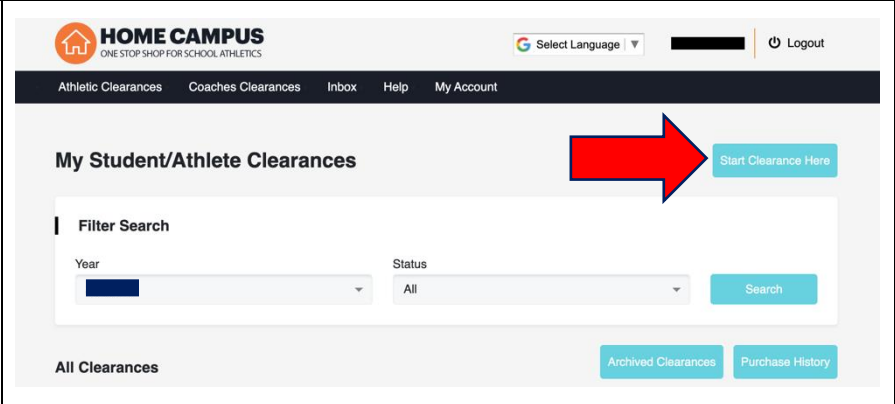 HOME CAMPUS
ONE STOP SHOP FOR SCHOOL ATHLETICS
G Select Language ▼
Logout
Athletic Clearances Coaches Clearances Inbox Help My Account
My Student/Athlete Clearances
Start Clearance Here
Filter Search
Year Status
All
Search
All Clearances
Archived Clearances Purchase History